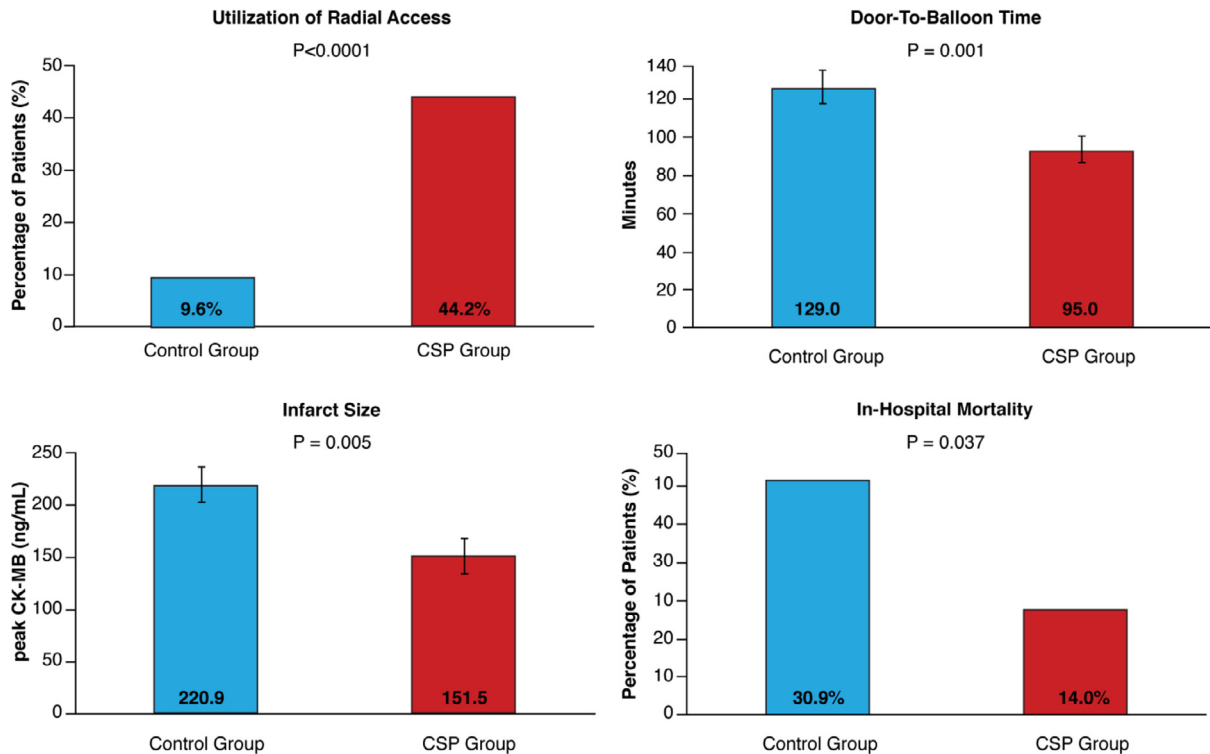 Utilization of Radial Access
P<0.0001
Percentage of Patients (%)
50
40
30
20
10
0
9.6%
44.2%
Control Group
CSP Group
Door-To-Balloon Time
P = 0.001
Minutes
140
120
100
80
60
40
20
0
129.0
95.0
Control Group
CSP Group
Infarct Size
P = 0.005
peak CK-MB (ng/mL)
250
200
150
100
50
0
220.9
151.5
Control Group
CSP Group
In-Hospital Mortality
P = 0.037
Percentage of Patients (%)
50
10
40
30
10
20
10
0
30.9%
14.0%
Control Group
CSP Group